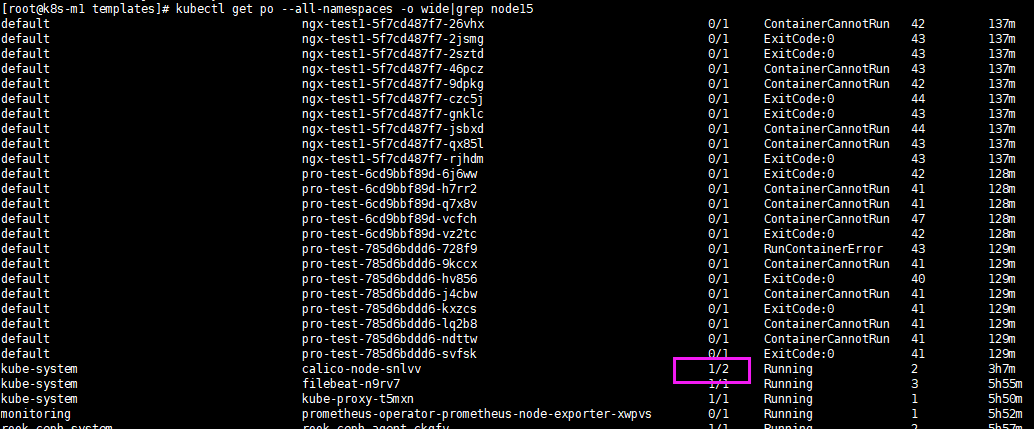 [root@k8s-m1 templates]# kubectl get po --all-namespaces -o wide|grep node15
default ngx-test1-5f7cd487f7-26vhx 0/1 ContainerCannotRun 42 137m
default ngx-test1-5f7cd487f7-2jsmg 0/1 ExitCode:0 43 137m
default ngx-test1-5f7cd487f7-2sztd 0/1 ExitCode:0 43 137m
default ngx-test1-5f7cd487f7-46pcz 0/1 ContainerCannotRun 43 137m
default ngx-test1-5f7cd487f7-9dpkg 0/1 ContainerCannotRun 42 137m
default ngx-test1-5f7cd487f7-czc5j 0/1 ExitCode:0 44 137m
default ngx-test1-5f7cd487f7-gnklc 0/1 ExitCode:0 43 137m
default ngx-test1-5f7cd487f7-jsbxd 0/1 ContainerCannotRun 44 137m
default ngx-test1-5f7cd487f7-qx85l 0/1 ContainerCannotRun 43 137m
default ngx-test1-5f7cd487f7-rjhdm 0/1 ExitCode:0 43 137m
default pro-test-6cd9bbf89d-6j6ww 0/1 ExitCode:0 42 128m
default pro-test-6cd9bbf89d-h7rr2 0/1 ContainerCannotRun 41 128m
default pro-test-6cd9bbf89d-q7x8v 0/1 ContainerCannotRun 41 128m
default pro-test-6cd9bbf89d-vcfch 0/1 ContainerCannotRun 47 128m
default pro-test-6cd9bbf89d-vz2tc 0/1 ExitCode:0 42 128m
default pro-test-785d6bddd6-728f9 0/1 RunContainerError 43 129m
default pro-test-785d6bddd6-9kccx 0/1 ContainerCannotRun 41 129m
default pro-test-785d6bddd6-hv856 0/1 ExitCode:0 40 129m
default pro-test-785d6bddd6-j4cbw 0/1 ContainerCannotRun 41 129m
default pro-test-785d6bddd6-kxzcs 0/1 ExitCode:0 41 129m
default pro-test-785d6bddd6-lq2b8 0/1 ContainerCannotRun 41 129m
default pro-test-785d6bddd6-ndttw 0/1 ContainerCannotRun 41 129m
default pro-test-785d6bddd6-svfsk 0/1 ExitCode:0 41 129m
kube-system calico-node-snlvv 1/2 Running 2 3h7m
kube-system filebeat-n9rv7 1/1 Running 3 5h55m
kube-system kube-proxy-t5mxn 1/1 Running 1 5h50m
monitoring prometheus-operator-prometheus-node-exporter-xwpvs 0/1 Running 1 5h52m
rook-ceph-system rook-ceph-agent-ckqfv 1/1 Running 2 5h57m